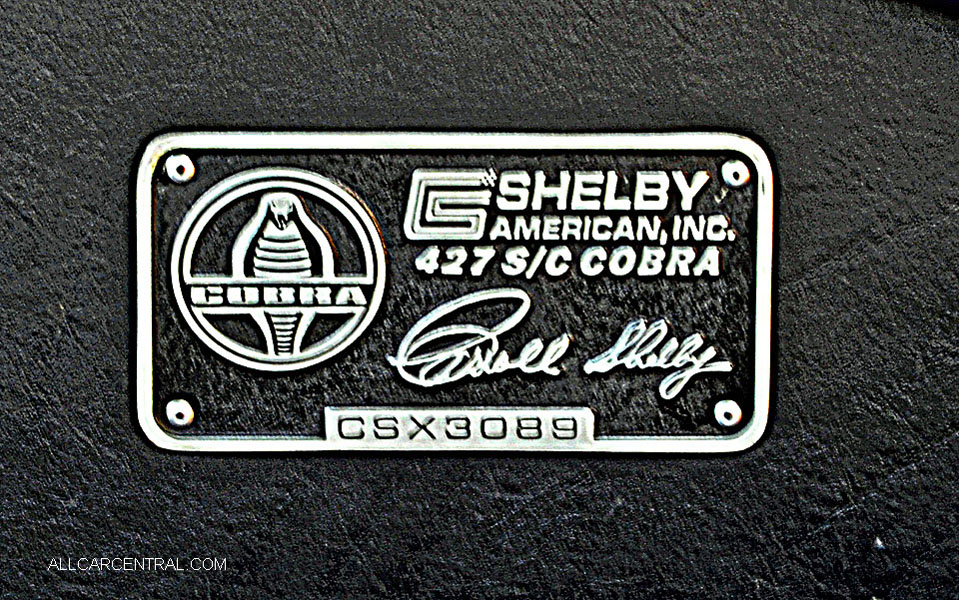 COBRA
SHELBY
AMERICAN, INC.
427 S/C COBRA
Carroll Shelby
CSX3089
ALLCARCENTRAL.COM